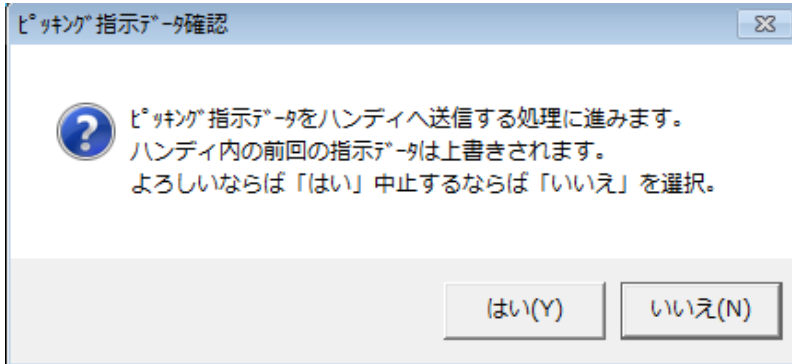 ﾋﾟｯｷﾝｸﾞ指示ﾃﾞｰﾀ確認
ﾋﾟｯｷﾝｸﾞ指示ﾃﾞｰﾀをハンディへ送信する処理に進みます。
ハンディ内の前回の指示ﾃﾞｰﾀは上書きされます。
よろしいならば「はい」中止するならば「いいえ」を選択。
はい(Y)
いいえ(N)